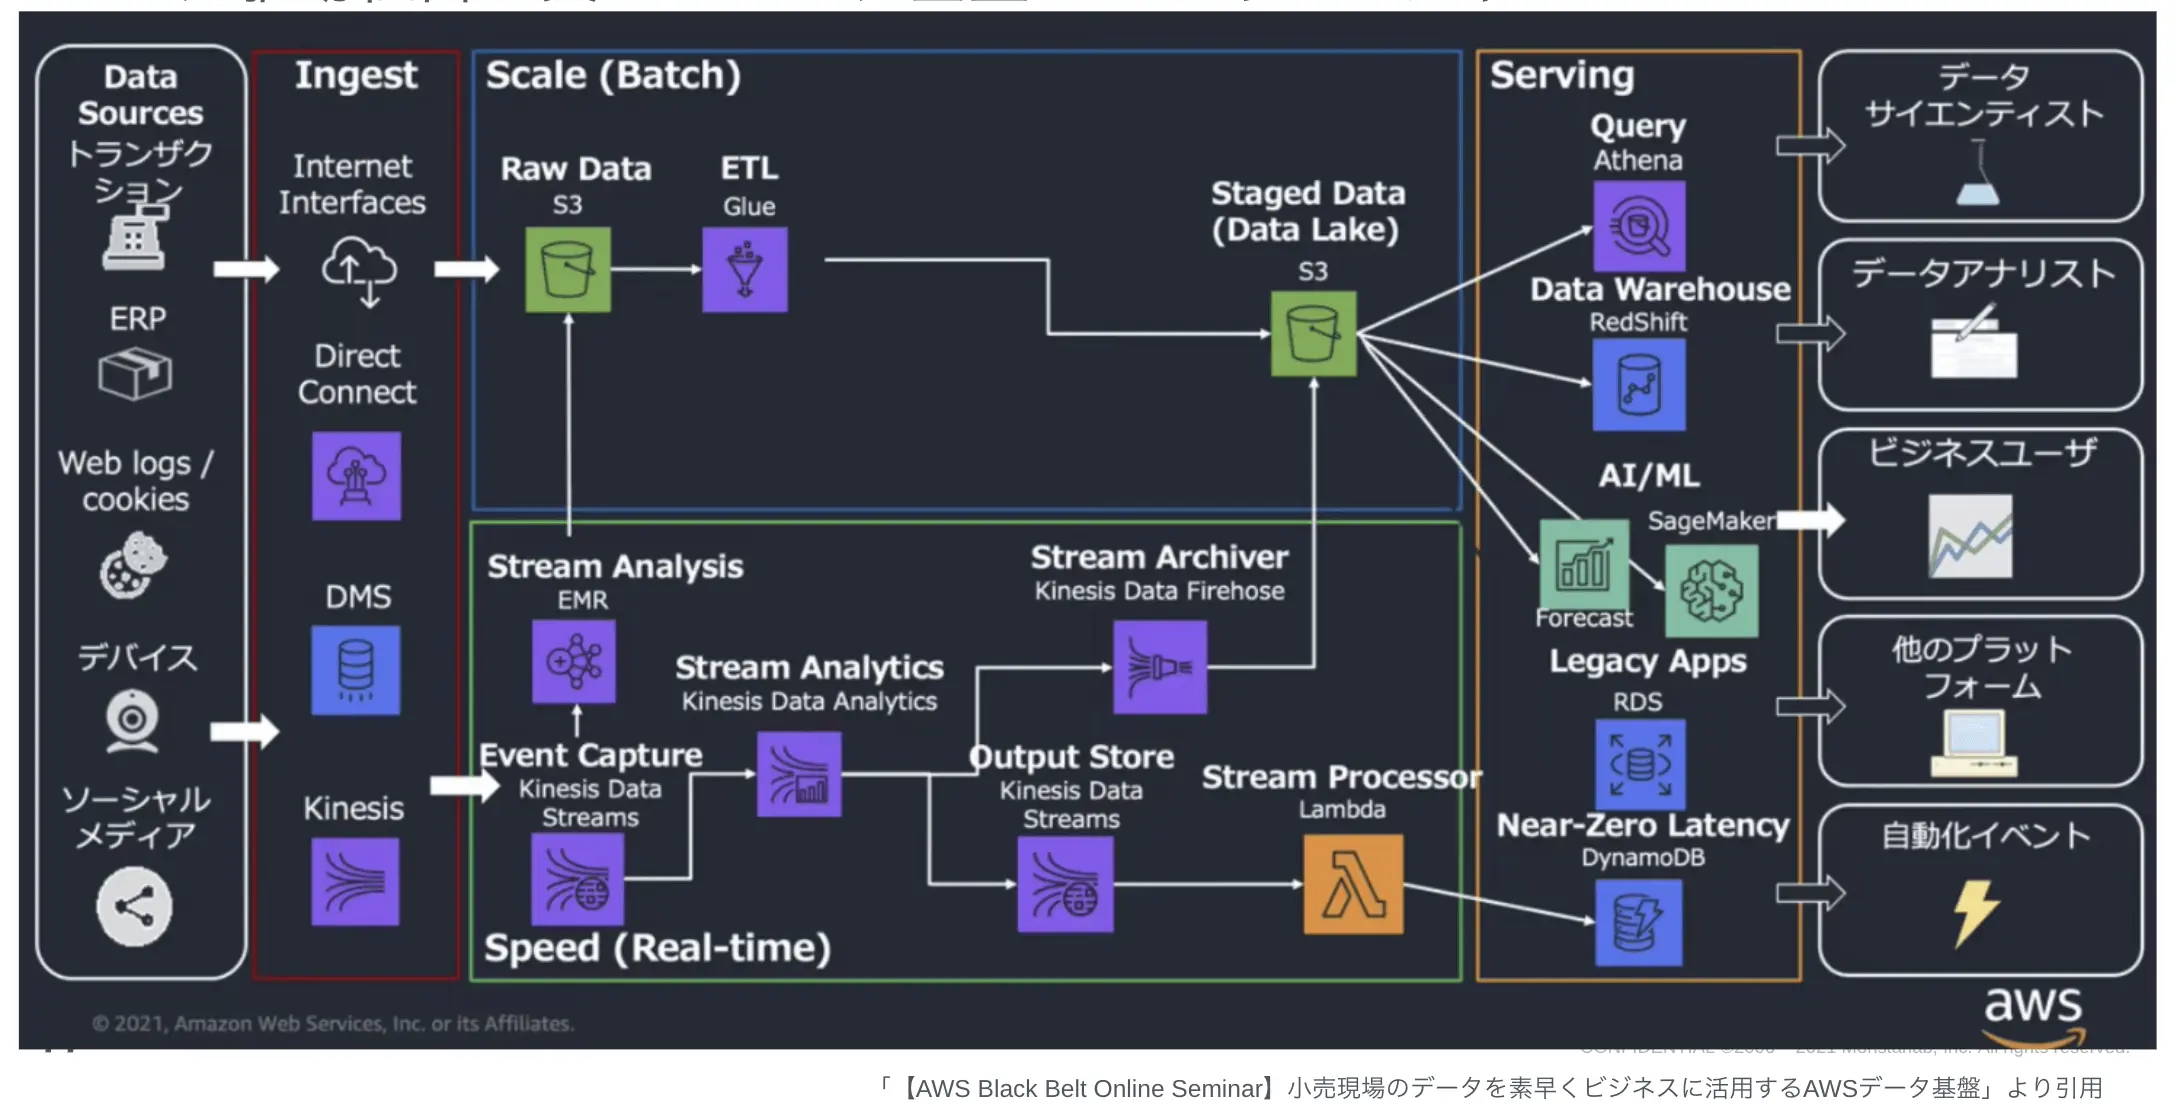 Data
Sources
トランザク
ション
ERP
Web logs /
cookies
デバイス
ソーシャル
メディア
Ingest
Internet
Interfaces
Direct
Connect
DMS
Kinesis
Scale (Batch)
Raw Data
S3
ETL
Glue
Staged Data
(Data Lake)
S3
Stream Analysis
EMR
Stream Analytics
Kinesis Data Analytics
Stream Archiver
Kinesis Data Firehose
Event Capture
Kinesis Data
Streams
Output Store
Kinesis Data
Streams
Stream Processor
Lambda
Speed (Real-time)
Serving
Query
Athena
Data Warehouse
RedShift
AI/ML
SageMaker
Forecast
Legacy Apps
RDS
Near-Zero Latency
DynamoDB
データ
サイエンティスト
データアナリスト
ビジネスユーザ
他のプラット
フォーム
自動化イベント
aws
© 2021, Amazon Web Services, Inc. or its Affiliates.
「【AWS Black Belt Online Seminar】小売現場のデータを素早くビジネスに活用するAWSデータ基盤」より引用